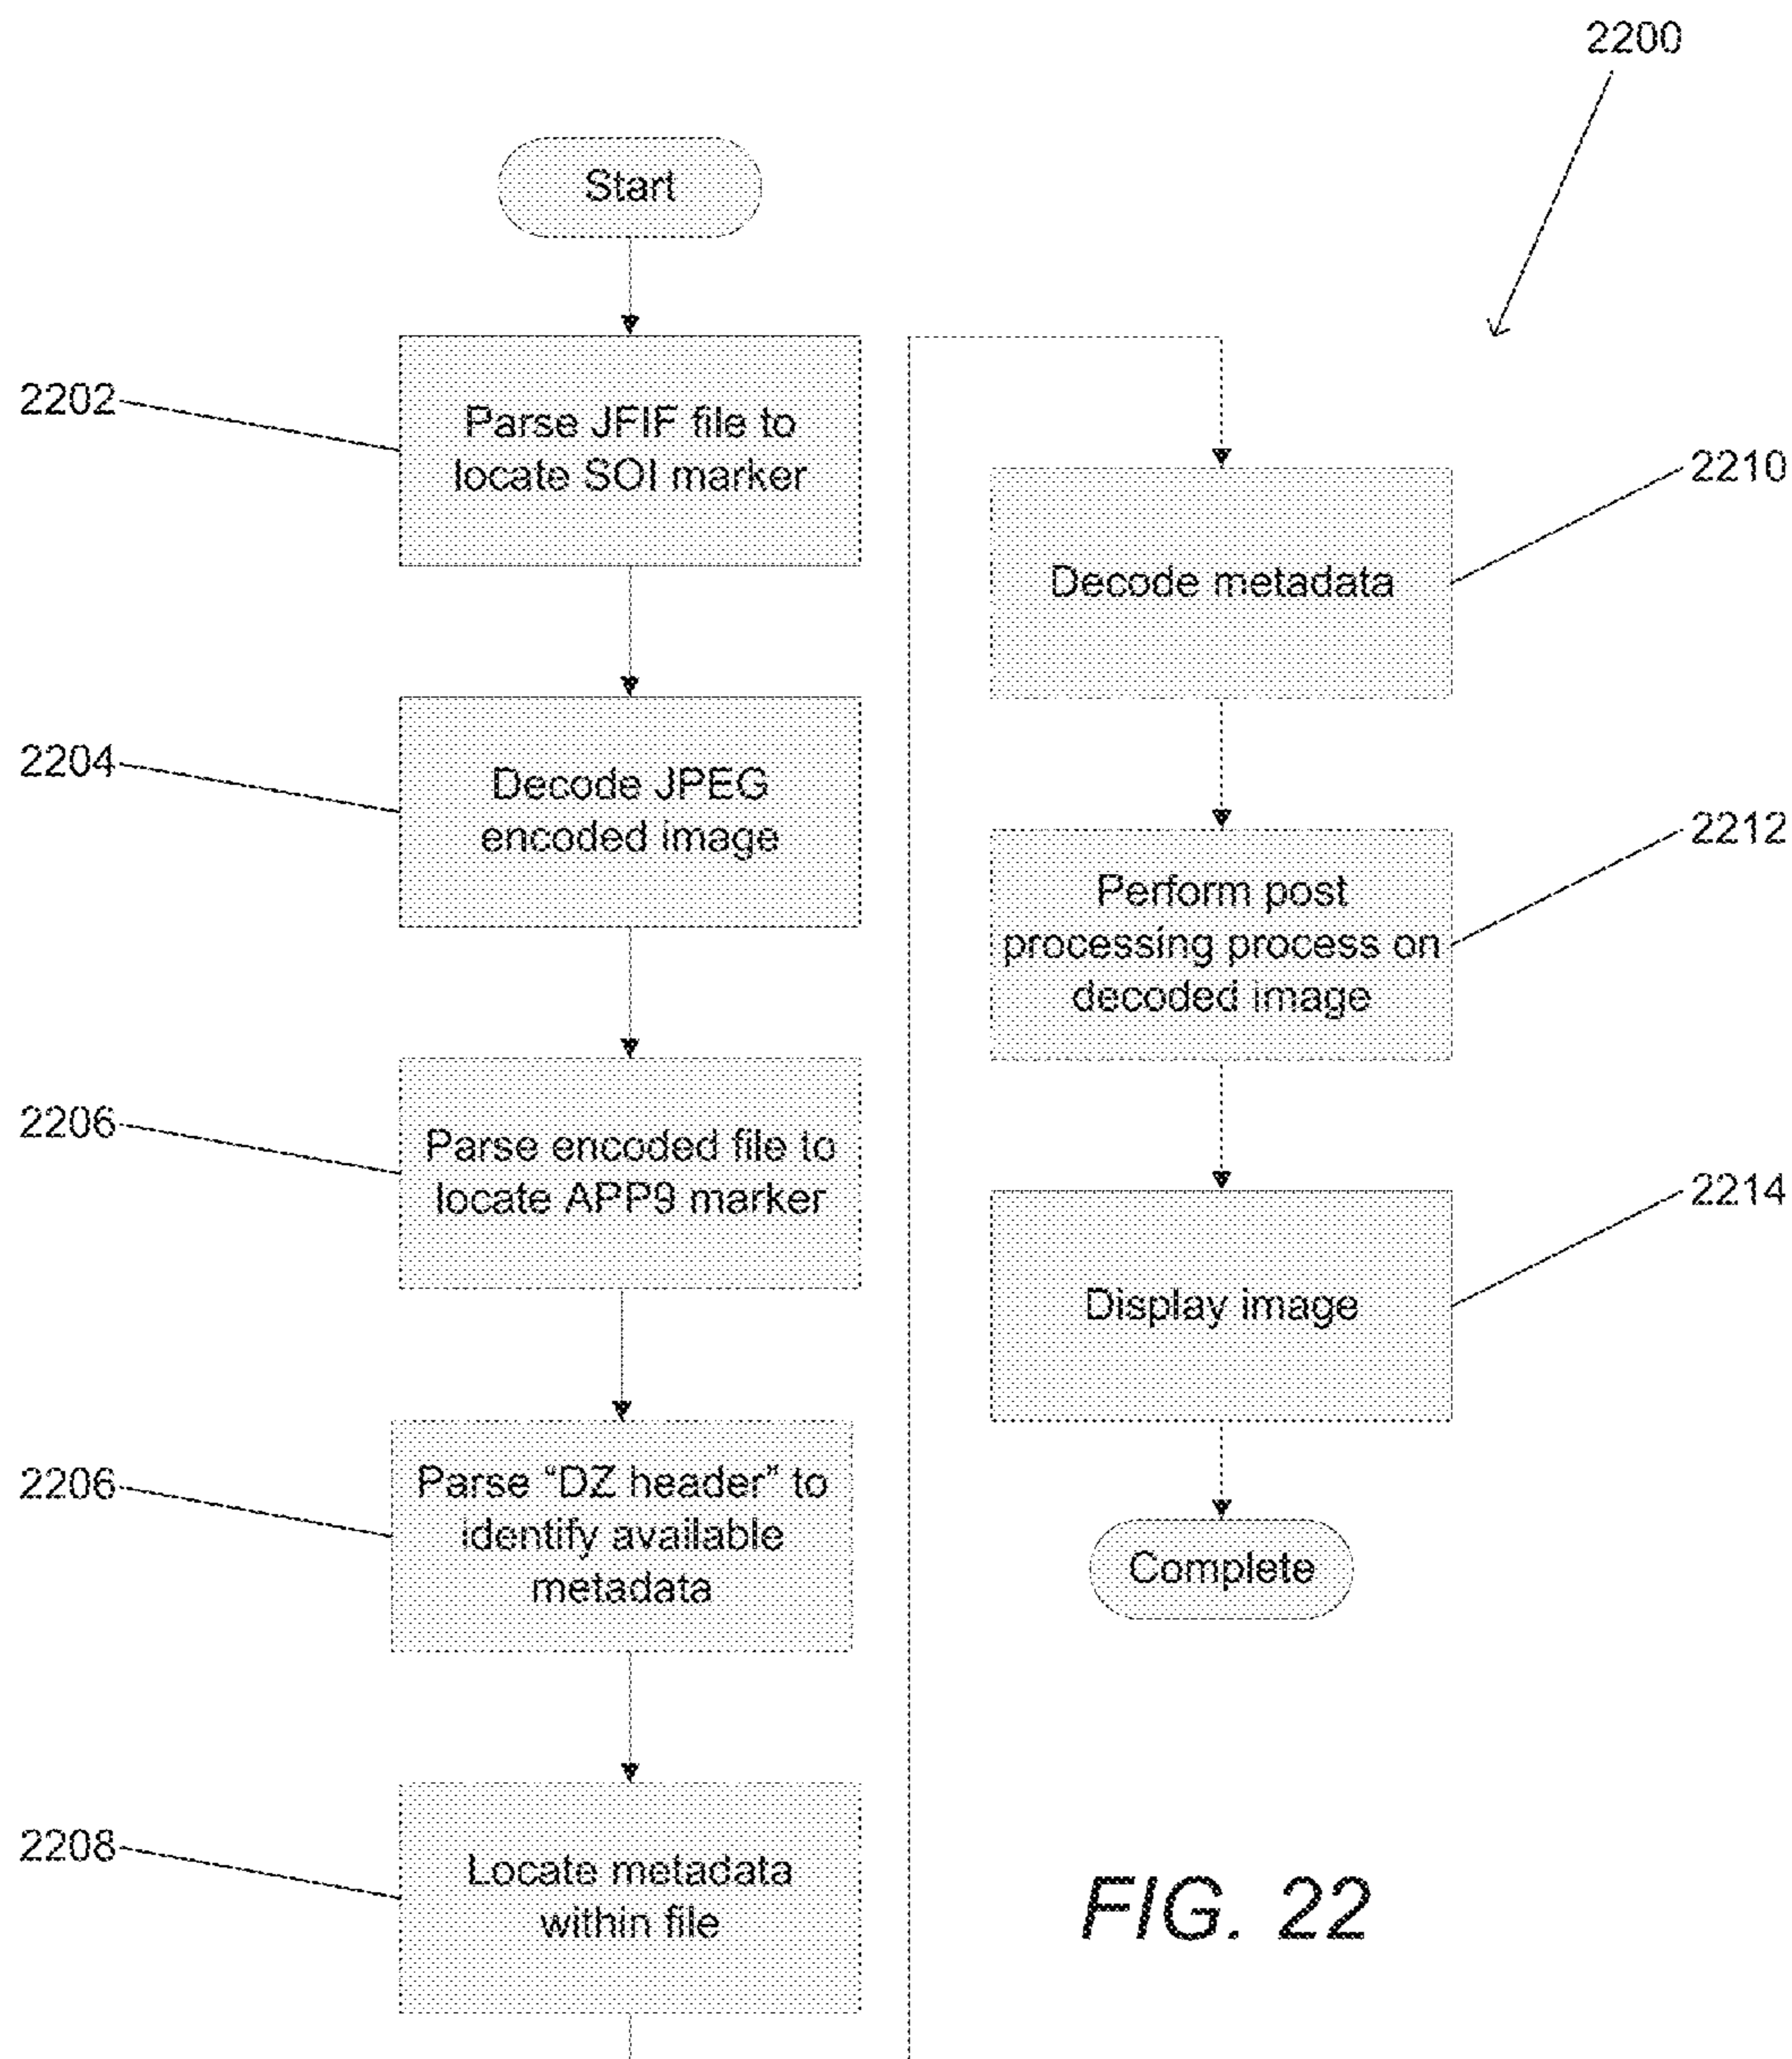 2200
Start
2202
Parse JFIF file to
locate SOI marker
2204
Decode JPEG
encoded image
2206
Parse encoded file to
locate APP9 marker
2206
Parse “DZ header” to
identify available
metadata
2208
Locate metadata
within file
2210
Decode metadata
2212
Perform post
processing process on
decoded image
2214
Display image
Complete
FIG. 22